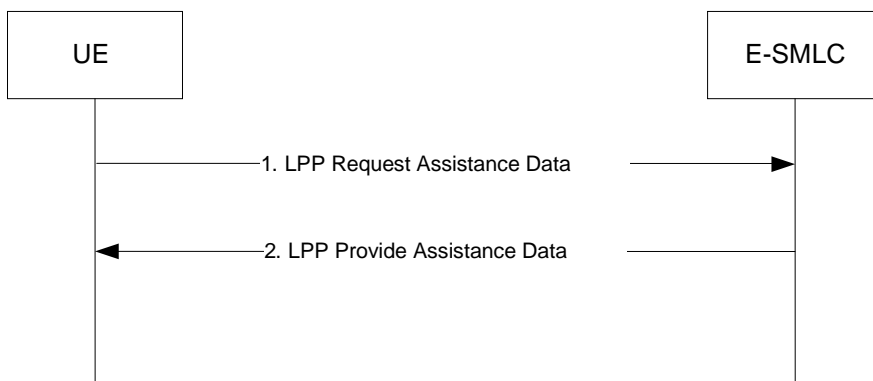 UE
E-SMLC
1. LPP Request Assistance Data
2. LPP Provide Assistance Data